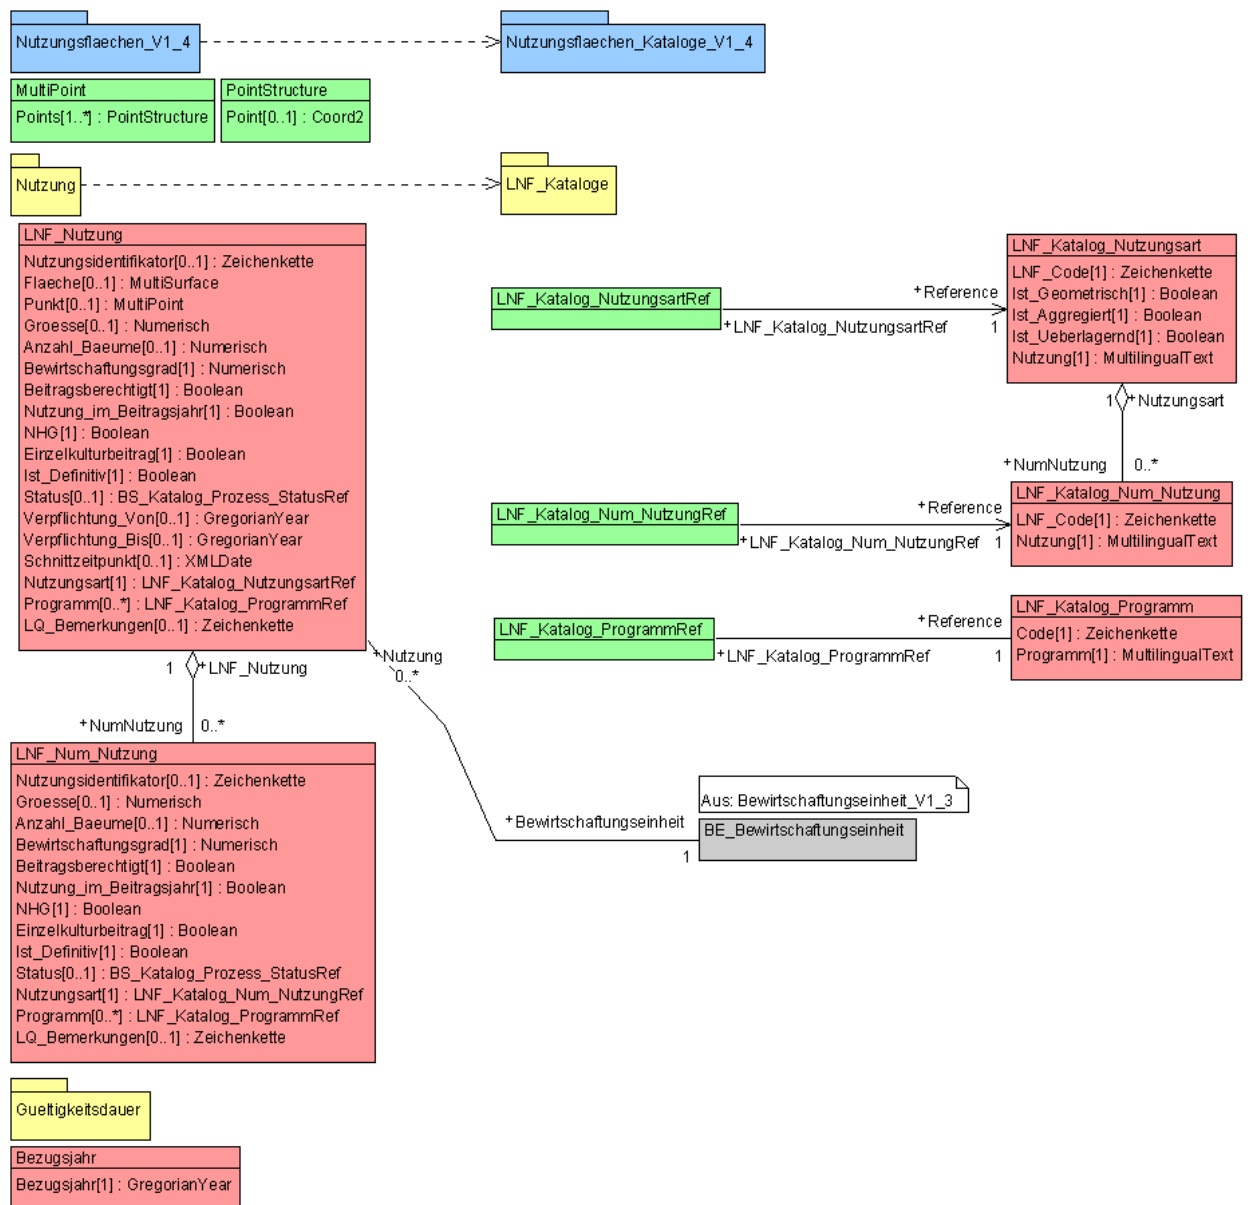 Nutzungsflaechen_V1_4
Nutzungsflaechen_Kataloge_V1_4
MultiPoint
Points[1..*] : PointStructure
PointStructure
Point[0..1] : Coord2
Nutzung
LNF_Kataloge
LNF_Nutzung
Nutzungsidentifikator[0..1] : Zeichenkette
Flaeche[0..1] : MultiSurface
Punkt[0..1] : MultiPoint
Groesse[0..1] : Numerisch
Anzahl_Baeume[0..1] : Numerisch
Bewirtschaftungsgrad[1] : Numerisch
Beitragsberechtigt[1] : Boolean
Nutzung_im_Beitragsjahr[1] : Boolean
NHG[1] : Boolean
Einzelkulturbeitrag[1] : Boolean
Ist_Definitiv[1] : Boolean
Status[0..1] : BS_Katalog_Prozess_StatusRef
Verpflichtung_Von[0..1] : GregorianYear
Verpflichtung_Bis[0..1] : GregorianYear
Schnittzeitpunkt[0..1] : XMLDate
Nutzungsart[1] : LNF_Katalog_NutzungsartRef
Programm[0..*] : LNF_Katalog_ProgrammRef
LQ_Bemerkungen[0..1] : Zeichenkette
LNF_Katalog_NutzungsartRef
+Reference
+LNF_Katalog_NutzungsartRef
1
LNF_Katalog_Nutzungsart
LNF_Code[1] : Zeichenkette
Ist_Geometrisch[1] : Boolean
Ist_Aggregiert[1] : Boolean
Ist_Ueberlagernd[1] : Boolean
Nutzung[1] : MultilingualText
1
+Nutzungsart
+NumNutzung
0..*
LNF_Katalog_Num_NutzungRef
+Reference
+LNF_Katalog_Num_NutzungRef
1
LNF_Katalog_Num_Nutzung
LNF_Code[1] : Zeichenkette
Nutzung[1] : MultilingualText
LNF_Katalog_ProgrammRef
+Reference
+LNF_Katalog_ProgrammRef
1
LNF_Katalog_Programm
Code[1] : Zeichenkette
Programm[1] : MultilingualText
1
+LNF_Nutzung
+Nutzung
0..*
+NumNutzung
0..*
LNF_Num_Nutzung
Nutzungsidentifikator[0..1] : Zeichenkette
Groesse[0..1] : Numerisch
Anzahl_Baeume[0..1] : Numerisch
Bewirtschaftungsgrad[1] : Numerisch
Beitragsberechtigt[1] : Boolean
Nutzung_im_Beitragsjahr[1] : Boolean
NHG[1] : Boolean
Einzelkulturbeitrag[1] : Boolean
Ist_Definitiv[1] : Boolean
Status[0..1] : BS_Katalog_Prozess_StatusRef
Nutzungsart[1] : LNF_Katalog_Num_NutzungRef
Programm[0..*] : LNF_Katalog_ProgrammRef
LQ_Bemerkungen[0..1] : Zeichenkette
+Bewirtschaftungseinheit
1
Aus: Bewirtschaftungseinheit_V1_3
BE_Bewirtschaftungseinheit
Gueltigkeitsdauer
Bezugsjahr
Bezugsjahr[1] : GregorianYear